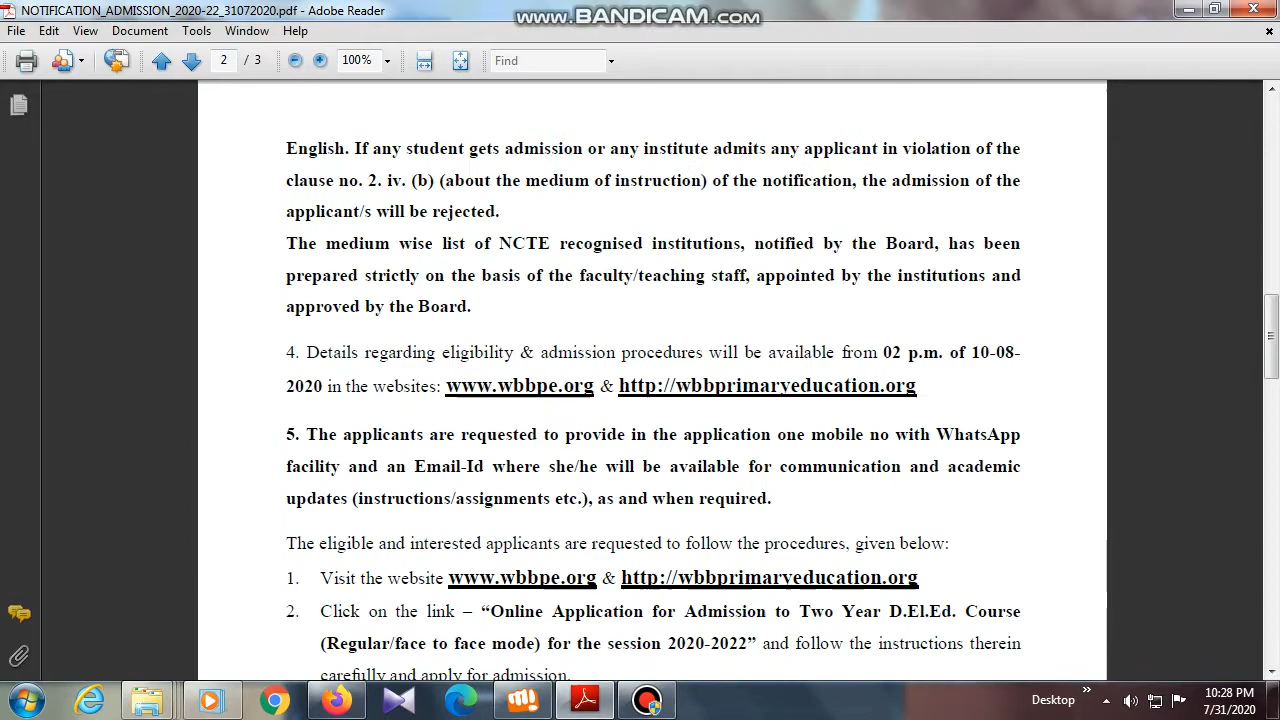 NOTIFICATION_ADMISSION_2020-22_31072020.pdf - Adobe Reader
www.BANDICAM.com
File Edit View Document Tools Window Help
2 / 3 100% Find
English. If any student gets admission or any institute admits any applicant in violation of the
clause no. 2. iv. (b) (about the medium of instruction) of the notification, the admission of the
applicant/s will be rejected.
The medium wise list of NCTE recognised institutions, notified by the Board, has been
prepared strictly on the basis of the faculty/teaching staff, appointed by the institutions and
approved by the Board.
4. Details regarding eligibility & admission procedures will be available from 02 p.m. of 10-08-
2020 in the websites: www.wbbpe.org & http://wbbprimaryeducation.org
5. The applicants are requested to provide in the application one mobile no with WhatsApp
facility and an Email-Id where she/he will be available for communication and academic
updates (instructions/assignments etc.), as and when required.
The eligible and interested applicants are requested to follow the procedures, given below:
1. Visit the website www.wbbpe.org & http://wbbprimaryeducation.org
2. Click on the link – “Online Application for Admission to Two Year D.El.Ed. Course
(Regular/face to face mode) for the session 2020-2022” and follow the instructions therein
carefully and apply for admission.
Desktop »
10:28 PM
7/31/2020